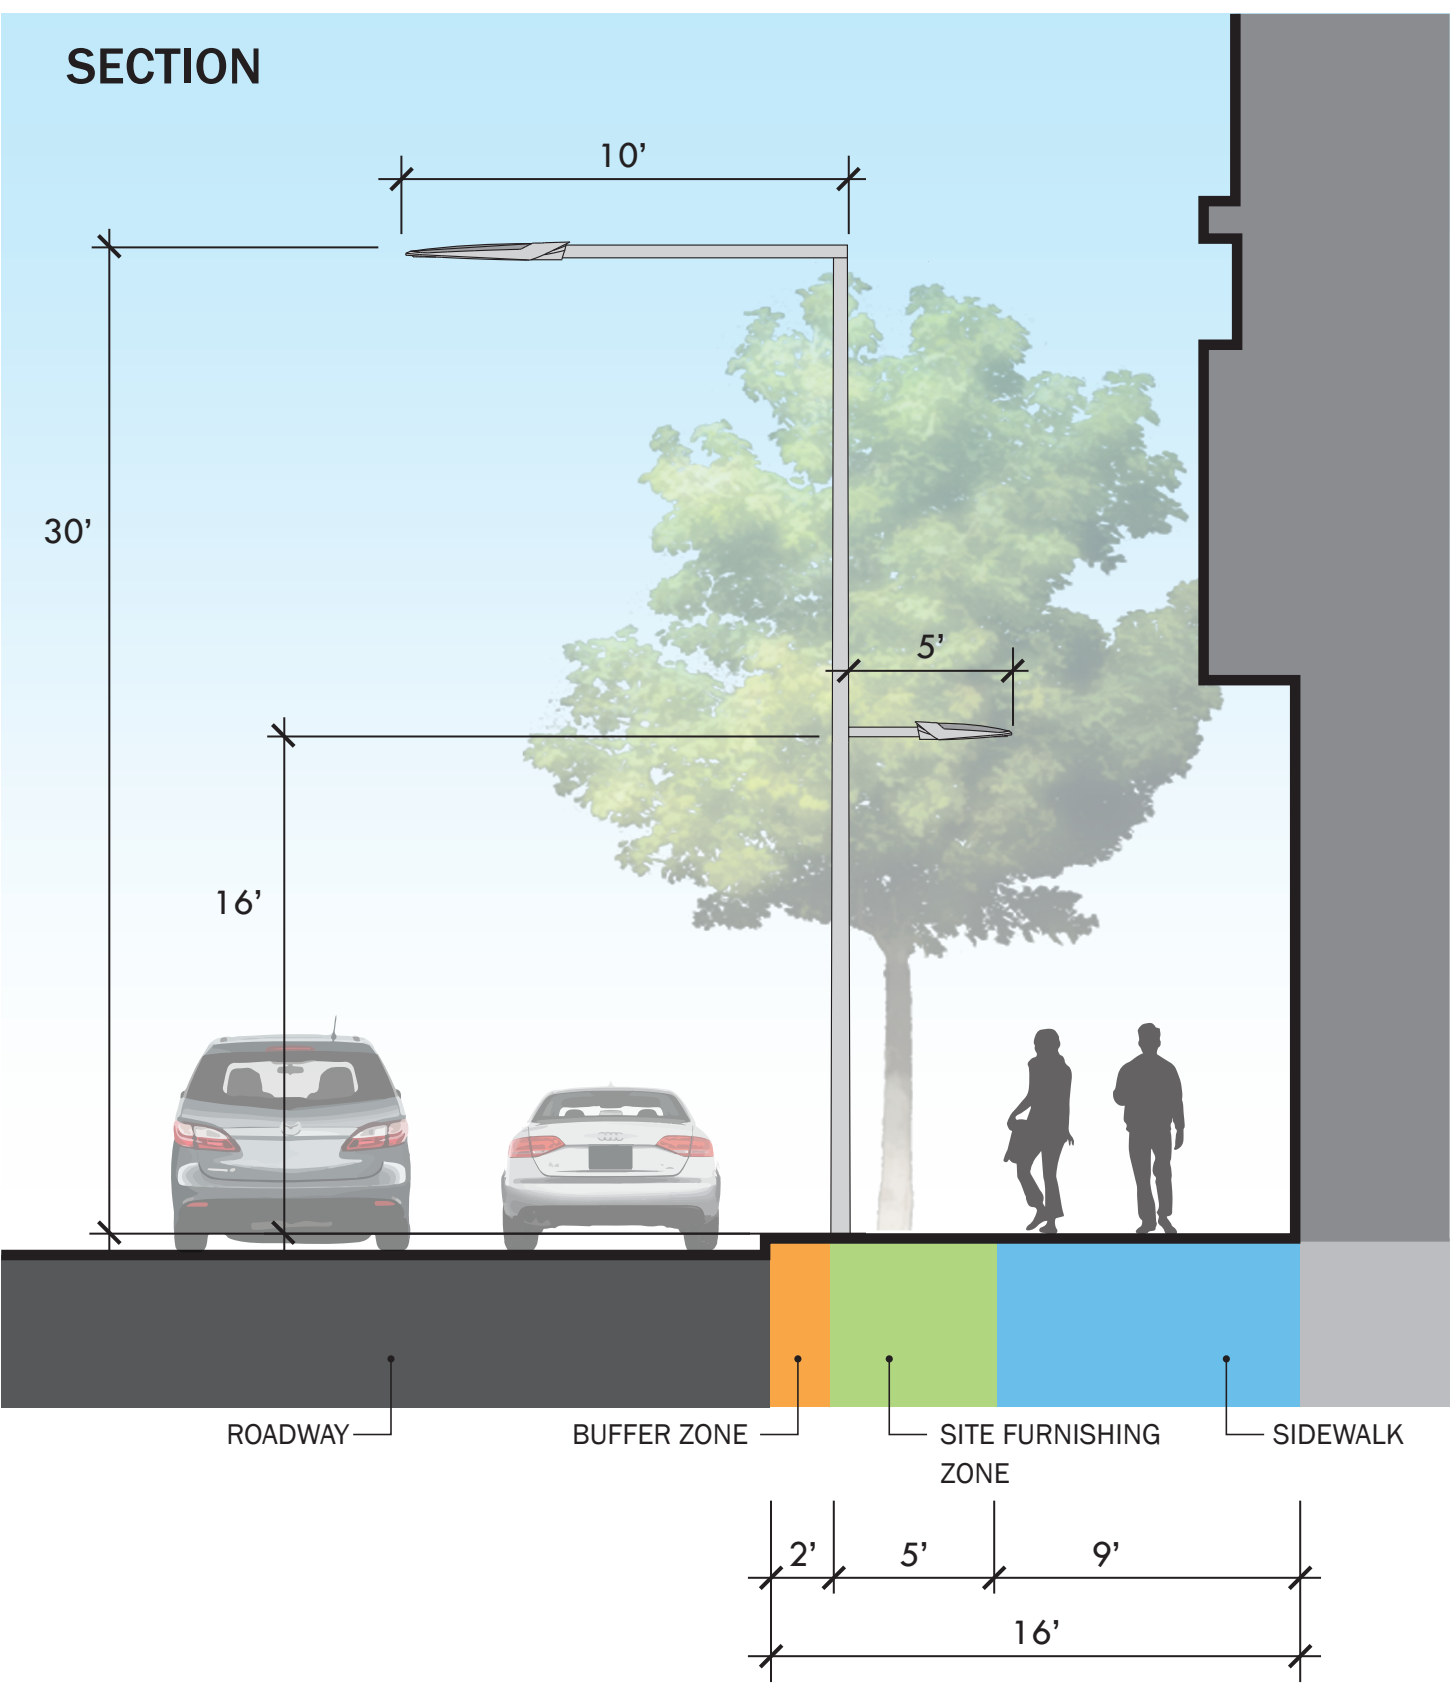 SECTION
10’
30’
5’
16’
ROADWAY
BUFFER ZONE
SITE FURNISHING
ZONE
SIDEWALK
2’
5’
9’
16’